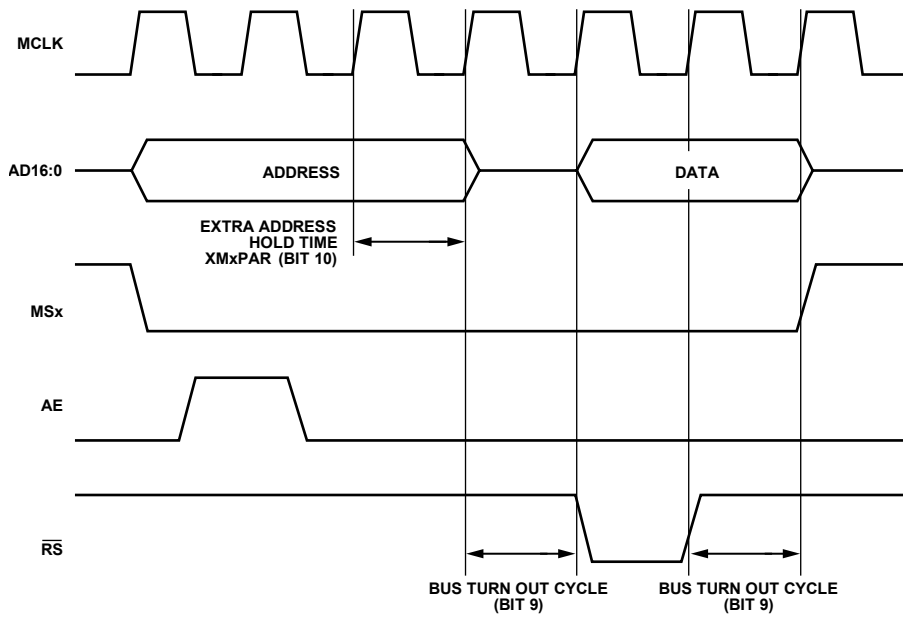 MCLK
AD16:0
ADDRESS
DATA
EXTRA ADDRESS
HOLD TIME
XMxPAR (BIT 10)
MSx
AE
RS
BUS TURN OUT CYCLE
(BIT 9)
BUS TURN OUT CYCLE
(BIT 9)